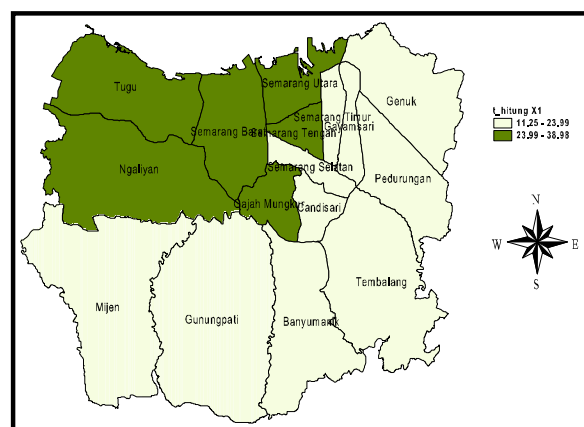 Tugu
Semarang Utara
Genuk
Semarang Timur
Gayamsari
Semarang Barat
Semarang Tengah
Ngaliyan
Semarang Selatan
Pedurungan
Gajah Mungkur
Candisari
Tembalang
Mijen
Gunungpati
Banyumanik
t_hitung X1
11,25 - 23,99
23,99 - 38,98
N
W
E
S